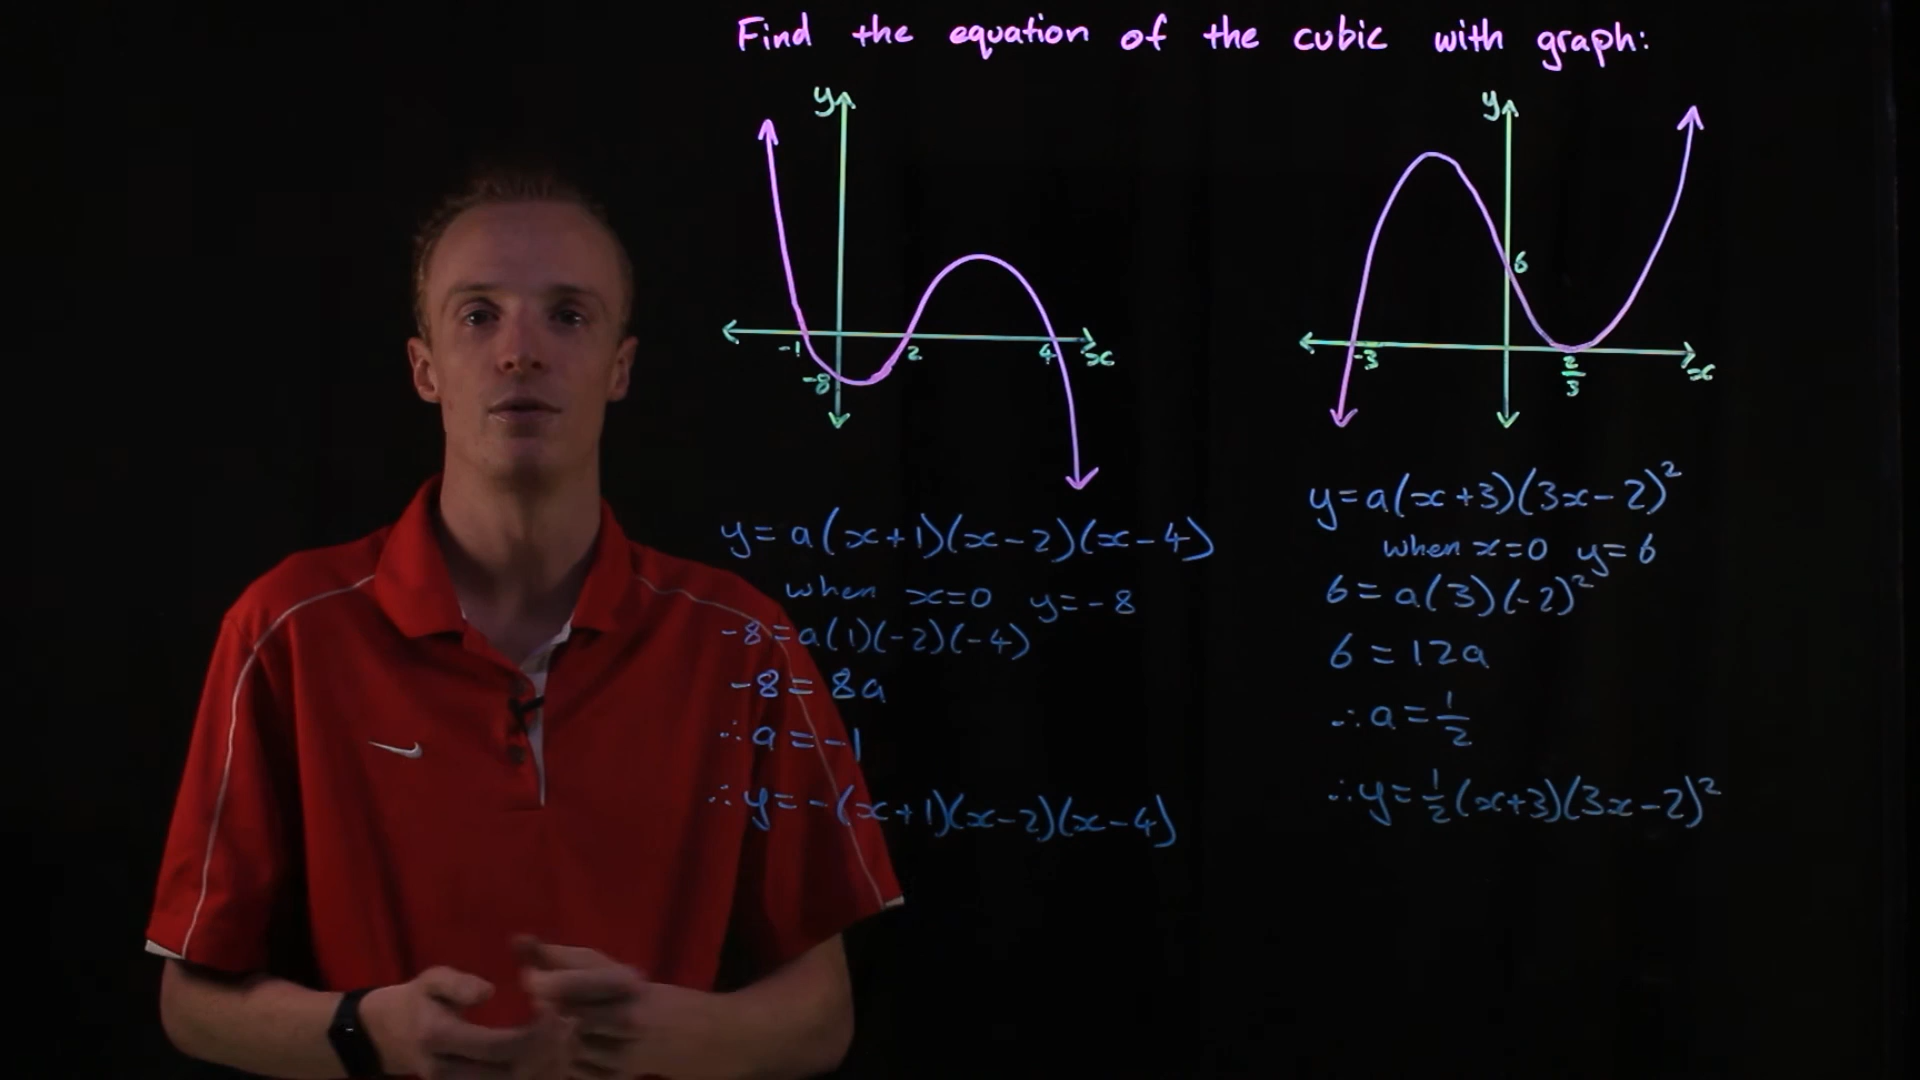 Find the equation of the cubic with graph:
y
-1
2
4
x
-8
y = a(x+1)(x-2)(x-4)
when x=0 y=-8
-8 = a(1)(-2)(-4)
-8 = 8a
∴ a = -1
∴ y = -(x+1)(x-2)(x-4)
y
6
-3
2/3
x
y = a(x+3)(3x-2)²
when x=0 y=6
6 = a(3)(-2)²
6 = 12a
∴ a = 1/2
∴ y = 1/2(x+3)(3x-2)²